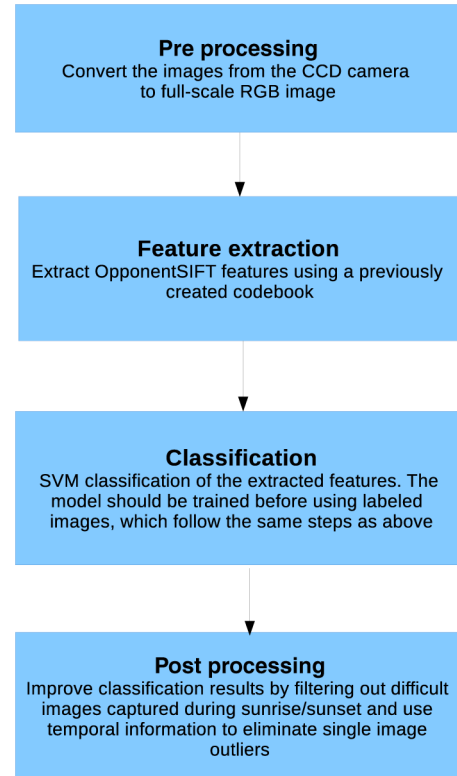 Pre processing
Convert the images from the CCD camera
to full-scale RGB image
Feature extraction
Extract OpponentSIFT features using a previously
created codebook
Classification
SVM classification of the extracted features. The
model should be trained before using labeled
images, which follow the same steps as above
Post processing
Improve classification results by filtering out difficult
images captured during sunrise/sunset and use
temporal information to eliminate single image
outliers